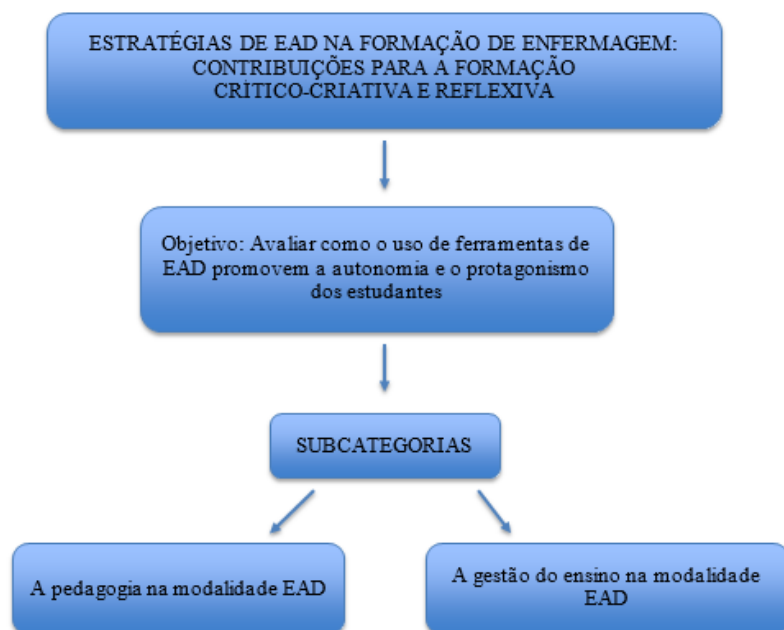 ESTRATÉGIAS DE EAD NA FORMAÇÃO DE ENFERMAGEM:
CONTRIBUIÇÕES PARA A FORMAÇÃO
CRÍTICO-CRIATIVA E REFLEXIVA
Objetivo: Avaliar como o uso de ferramentas de
EAD promovem a autonomia e o protagonismo
dos estudantes
SUBCATEGORIAS
A pedagogia na modalidade EAD
A gestão do ensino na modalidade
EAD